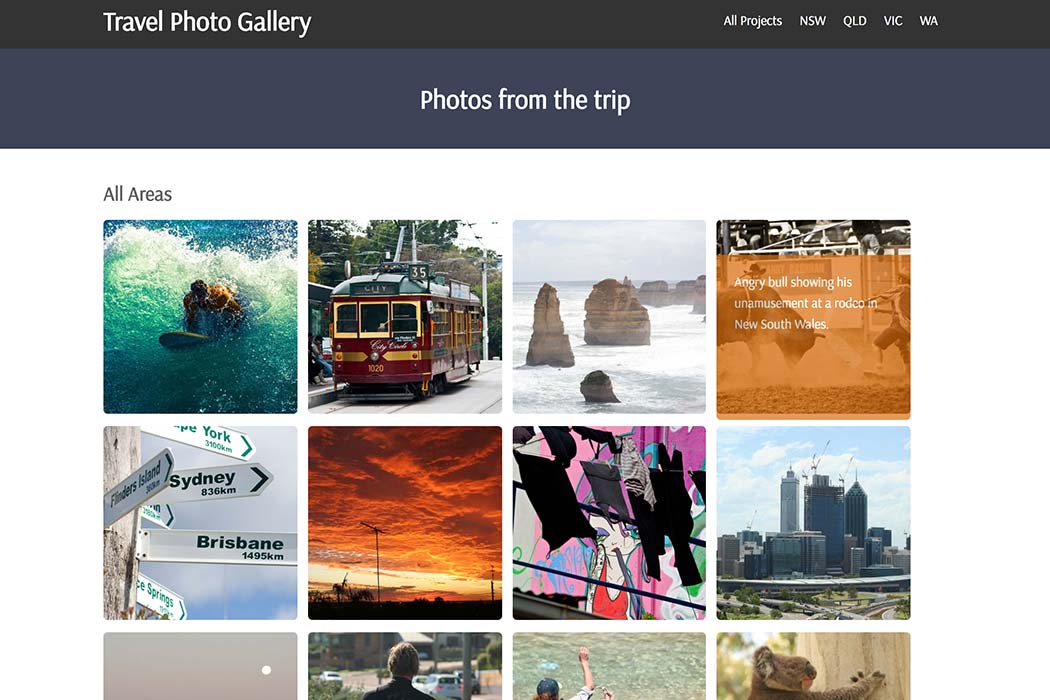 Travel Photo Gallery
All Projects NSW QLD VIC WA
Photos from the trip
All Areas
35
CITY
City Circle
1020
Angry bull showing his
unamusement at a rodeo in
New South Wales.
York
3100km
Flinders Island
Sydney
836km
Brisbane
1495km
Springs